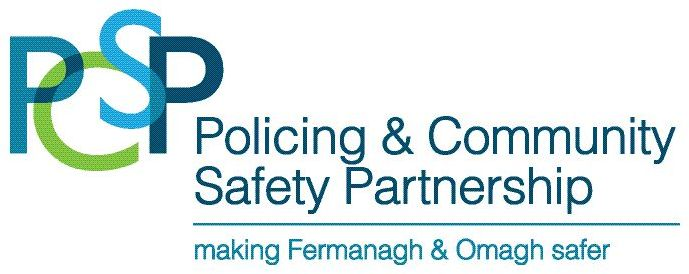 PCSP
Policing & Community
Safety Partnership
making Fermanagh & Omagh safer